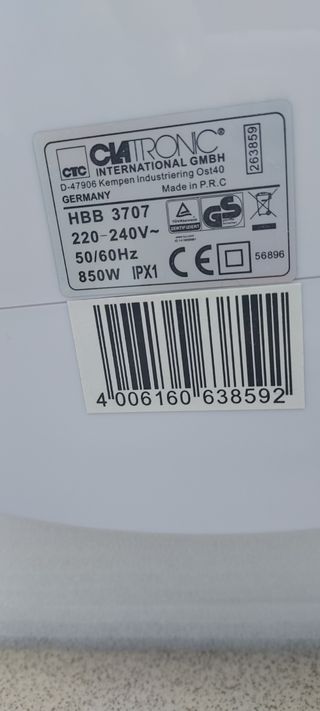 CTC CLATRONIC®
INTERNATIONAL GMBH
D-47906 Kempen Industriering Ost40
GERMANY Made in P.R.C
263859
HBB 3707
220-240V~
50/60Hz
850W IPX1
GS
CE
56896
4 006160 638592